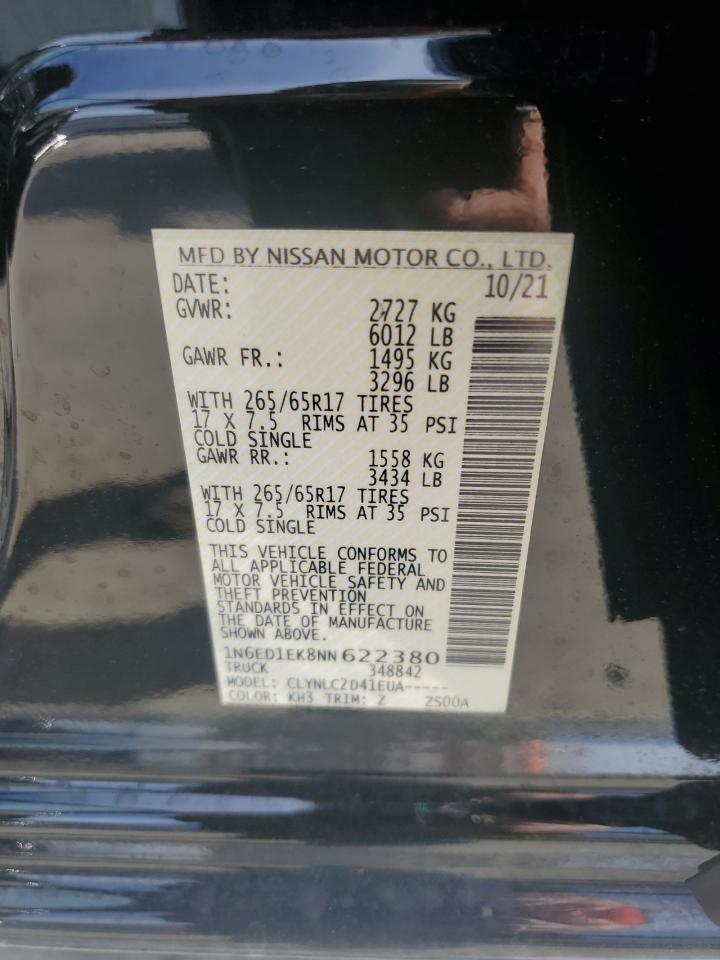 MFD BY NISSAN MOTOR CO., LTD.
DATE: 10/21
GVWR: 2727 KG
6012 LB
GAWR FR.: 1495 KG
3296 LB
WITH 265/65R17 TIRES
17 X 7.5 RIMS AT 35 PSI
COLD SINGLE
GAWR RR.: 1558 KG
3434 LB
WITH 265/65R17 TIRES
17 X 7.5 RIMS AT 35 PSI
COLD SINGLE
THIS VEHICLE CONFORMS TO
ALL APPLICABLE FEDERAL
MOTOR VEHICLE SAFETY AND
THEFT PREVENTION
STANDARDS IN EFFECT ON
THE DATE OF MANUFACTURE
SHOWN ABOVE.
1N6ED1EK8NN622380
TRUCK 348842
MODEL: CLYNLC2D41EUA-----
COLOR: KH3 TRIM: Z ZS00A